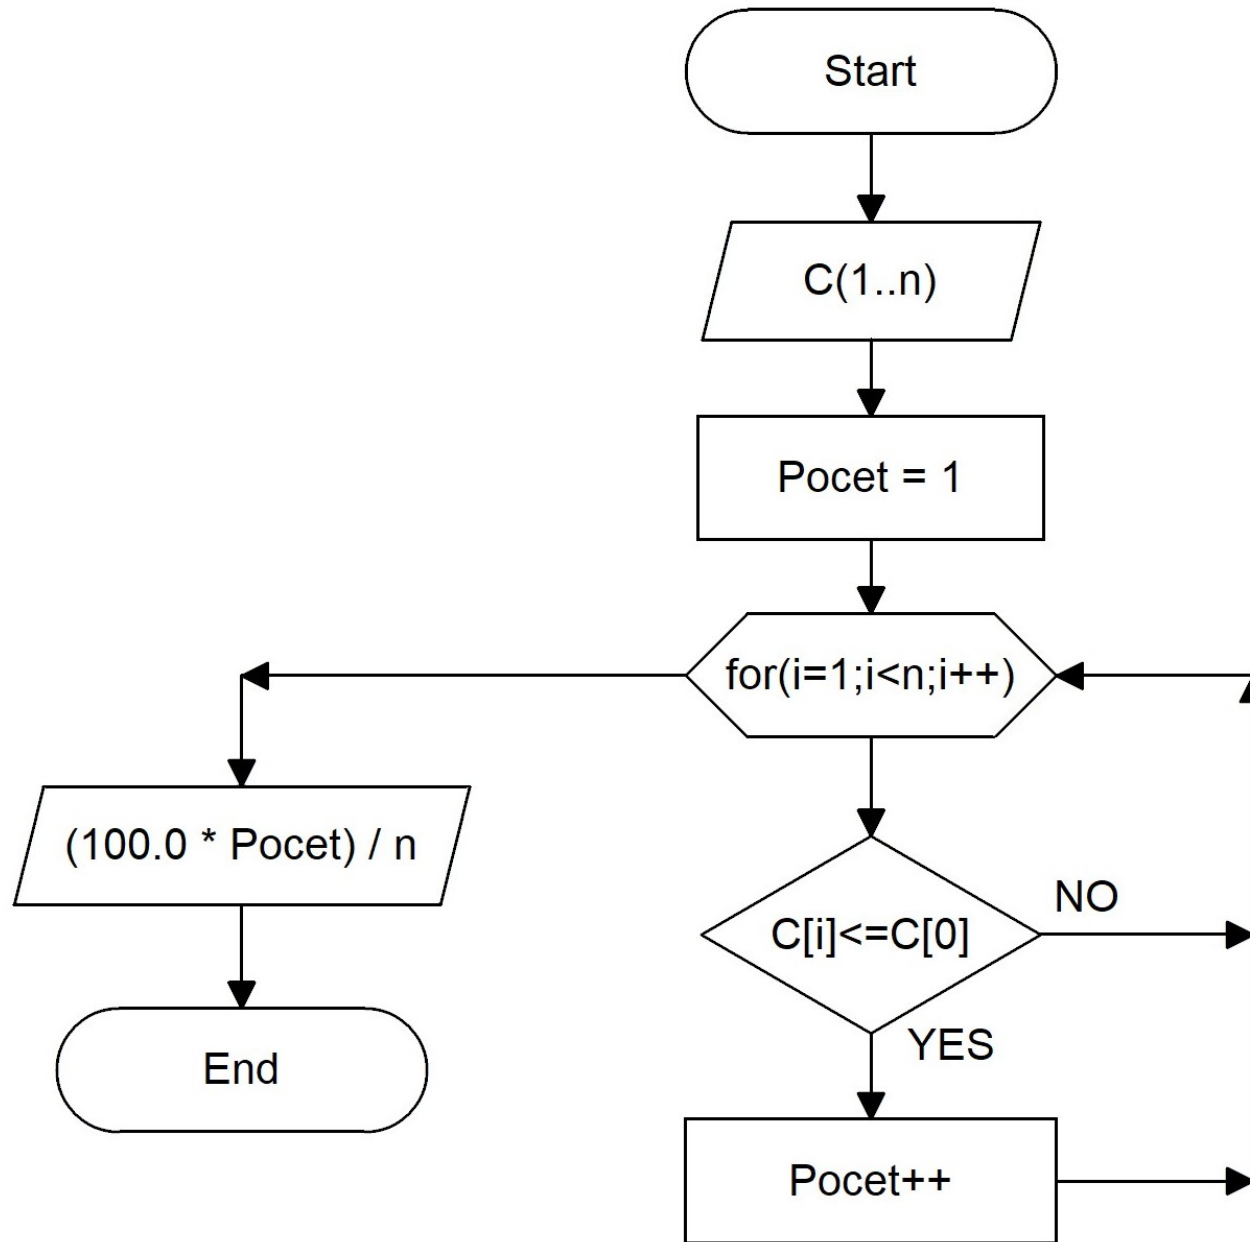 Start
C(1..n)
Pocet = 1
for(i=1;i<n;i++)
(100.0 * Pocet) / n
C[i]<=C[0]
NO
YES
End
Pocet++